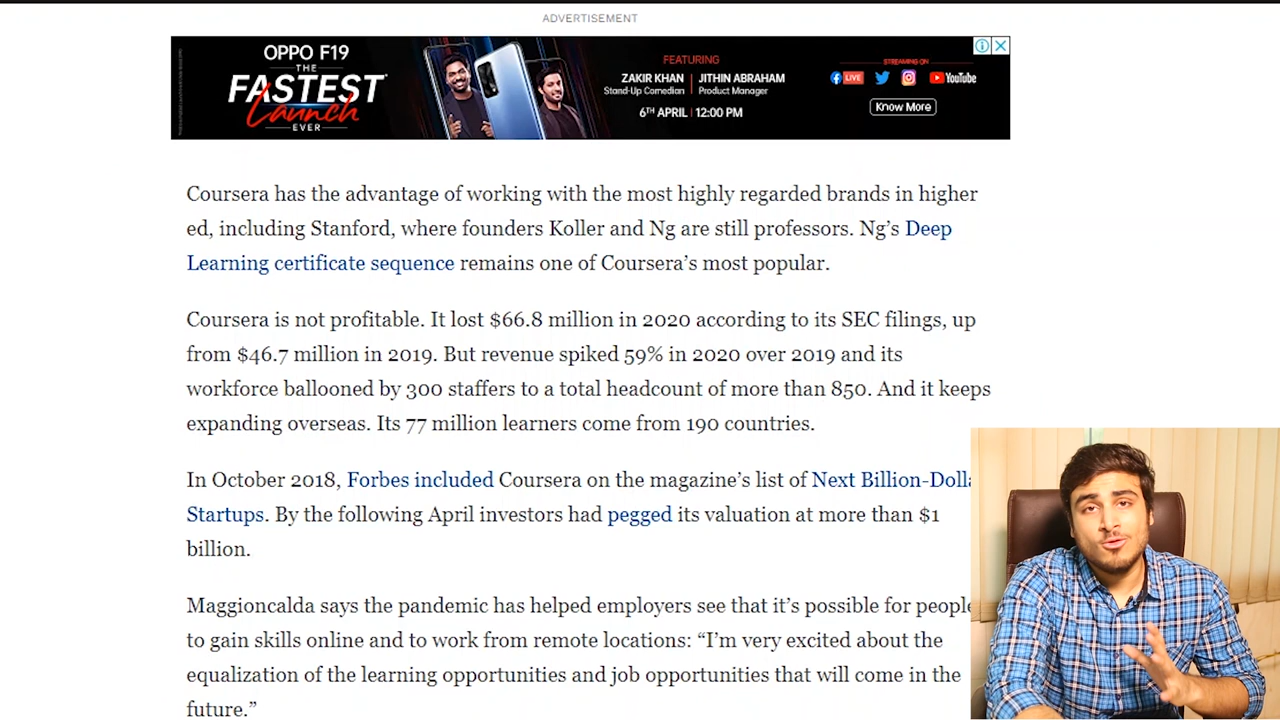 ADVERTISEMENT
OPPO F19
THE
FASTEST
Launch
EVER
FEATURING
ZAKIR KHAN | JITHIN ABRAHAM
Stand-Up Comedian | Product Manager
6TH APRIL | 12:00 PM
STREAMING ON
LIVE YouTube
Know More
Coursera has the advantage of working with the most highly regarded brands in higher
ed, including Stanford, where founders Koller and Ng are still professors. Ng’s Deep
Learning certificate sequence remains one of Coursera’s most popular.
Coursera is not profitable. It lost $66.8 million in 2020 according to its SEC filings, up
from $46.7 million in 2019. But revenue spiked 59% in 2020 over 2019 and its
workforce ballooned by 300 staffers to a total headcount of more than 850. And it keeps
expanding overseas. Its 77 million learners come from 190 countries.
In October 2018, Forbes included Coursera on the magazine’s list of Next Billion-Dolla
Startups. By the following April investors had pegged its valuation at more than $1
billion.
Maggioncalda says the pandemic has helped employers see that it’s possible for people
to gain skills online and to work from remote locations: “I’m very excited about the
equalization of the learning opportunities and job opportunities that will come in the
future.”